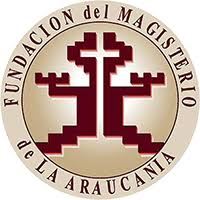 FUNDACION del MAGISTERIO
de LA ARAUCANIA